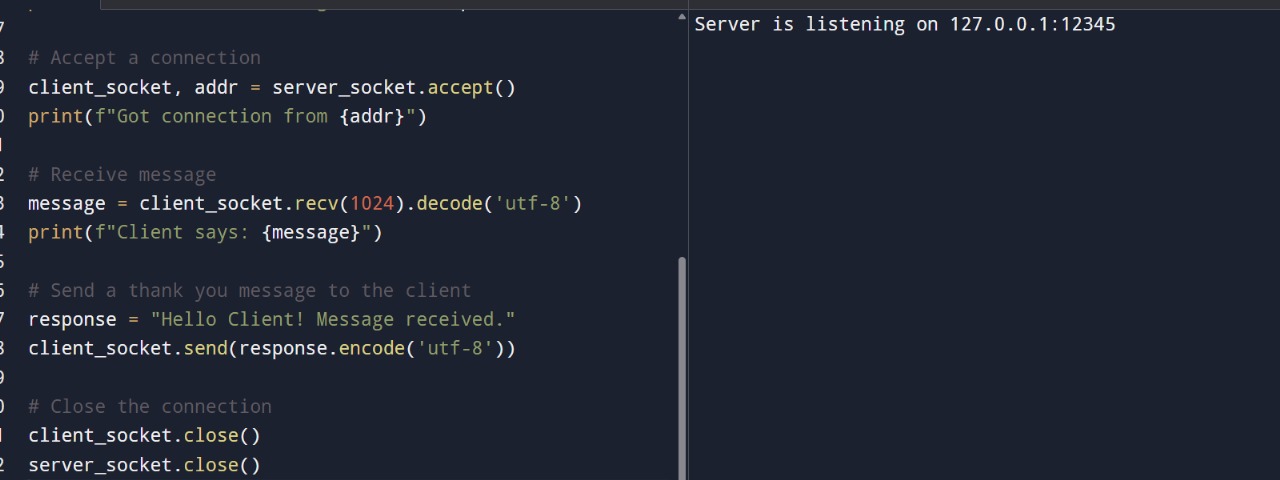 7
8 # Accept a connection
9 client_socket, addr = server_socket.accept()
0 print(f"Got connection from {addr}")
1
2 # Receive message
3 message = client_socket.recv(1024).decode('utf-8')
4 print(f"Client says: {message}")
5
6 # Send a thank you message to the client
7 response = "Hello Client! Message received."
8 client_socket.send(response.encode('utf-8'))
9
0 # Close the connection
1 client_socket.close()
2 server_socket.close()
Server is listening on 127.0.0.1:12345